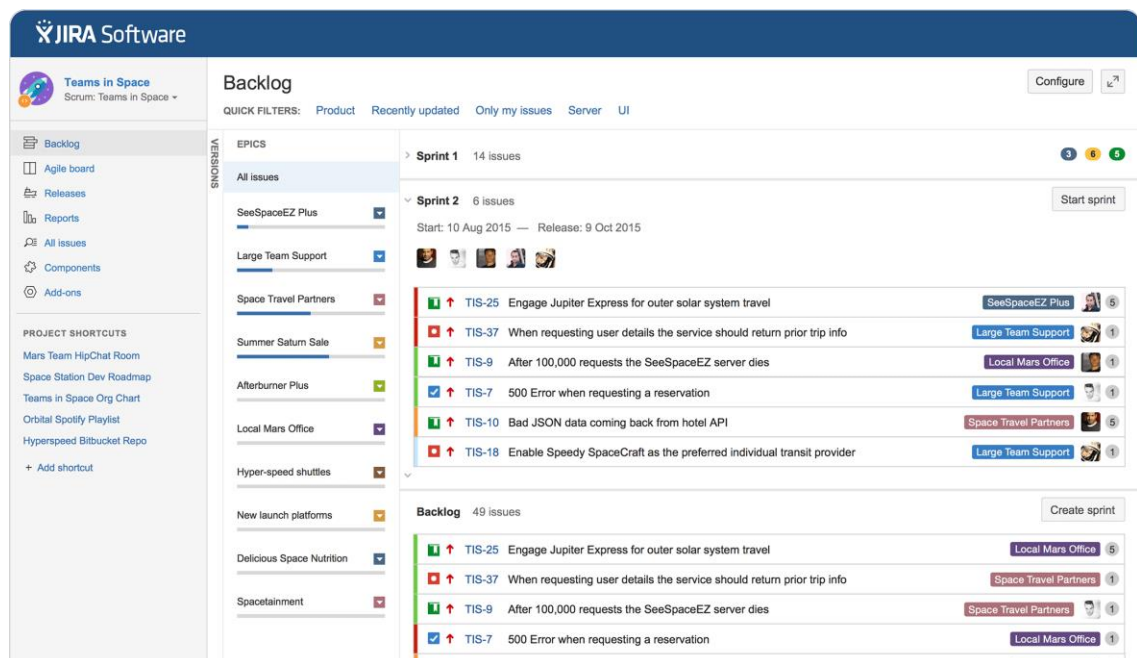 JIRA Software
Teams in Space
Scrum: Teams in Space
Backlog
Agile board
Releases
Reports
All issues
Components
Add-ons
PROJECT SHORTCUTS
Mars Team HipChat Room
Space Station Dev Roadmap
Teams in Space Org Chart
Orbital Spotify Playlist
Hyperspeed Bitbucket Repo
+ Add shortcut
Backlog
Configure
QUICK FILTERS: Product Recently updated Only my issues Server UI
VERSIONS
EPICS
All issues
SeeSpaceEZ Plus
Large Team Support
Space Travel Partners
Summer Saturn Sale
Afterburner Plus
Local Mars Office
Hyper-speed shuttles
New launch platforms
Delicious Space Nutrition
Spacetainment
Sprint 1 14 issues 3 6 5
Sprint 2 6 issues Start sprint
Start: 10 Aug 2015 — Release: 9 Oct 2015
TIS-25 Engage Jupiter Express for outer solar system travel SeeSpaceEZ Plus 5
TIS-37 When requesting user details the service should return prior trip info Large Team Support 1
TIS-9 After 100,000 requests the SeeSpaceEZ server dies Local Mars Office 1
TIS-7 500 Error when requesting a reservation Large Team Support 1
TIS-10 Bad JSON data coming back from hotel API Space Travel Partners 5
TIS-18 Enable Speedy SpaceCraft as the preferred individual transit provider Large Team Support 1
Backlog 49 issues Create sprint
TIS-25 Engage Jupiter Express for outer solar system travel Local Mars Office 5
TIS-37 When requesting user details the service should return prior trip info Space Travel Partners 1
TIS-9 After 100,000 requests the SeeSpaceEZ server dies Space Travel Partners 1
TIS-7 500 Error when requesting a reservation Local Mars Office 1